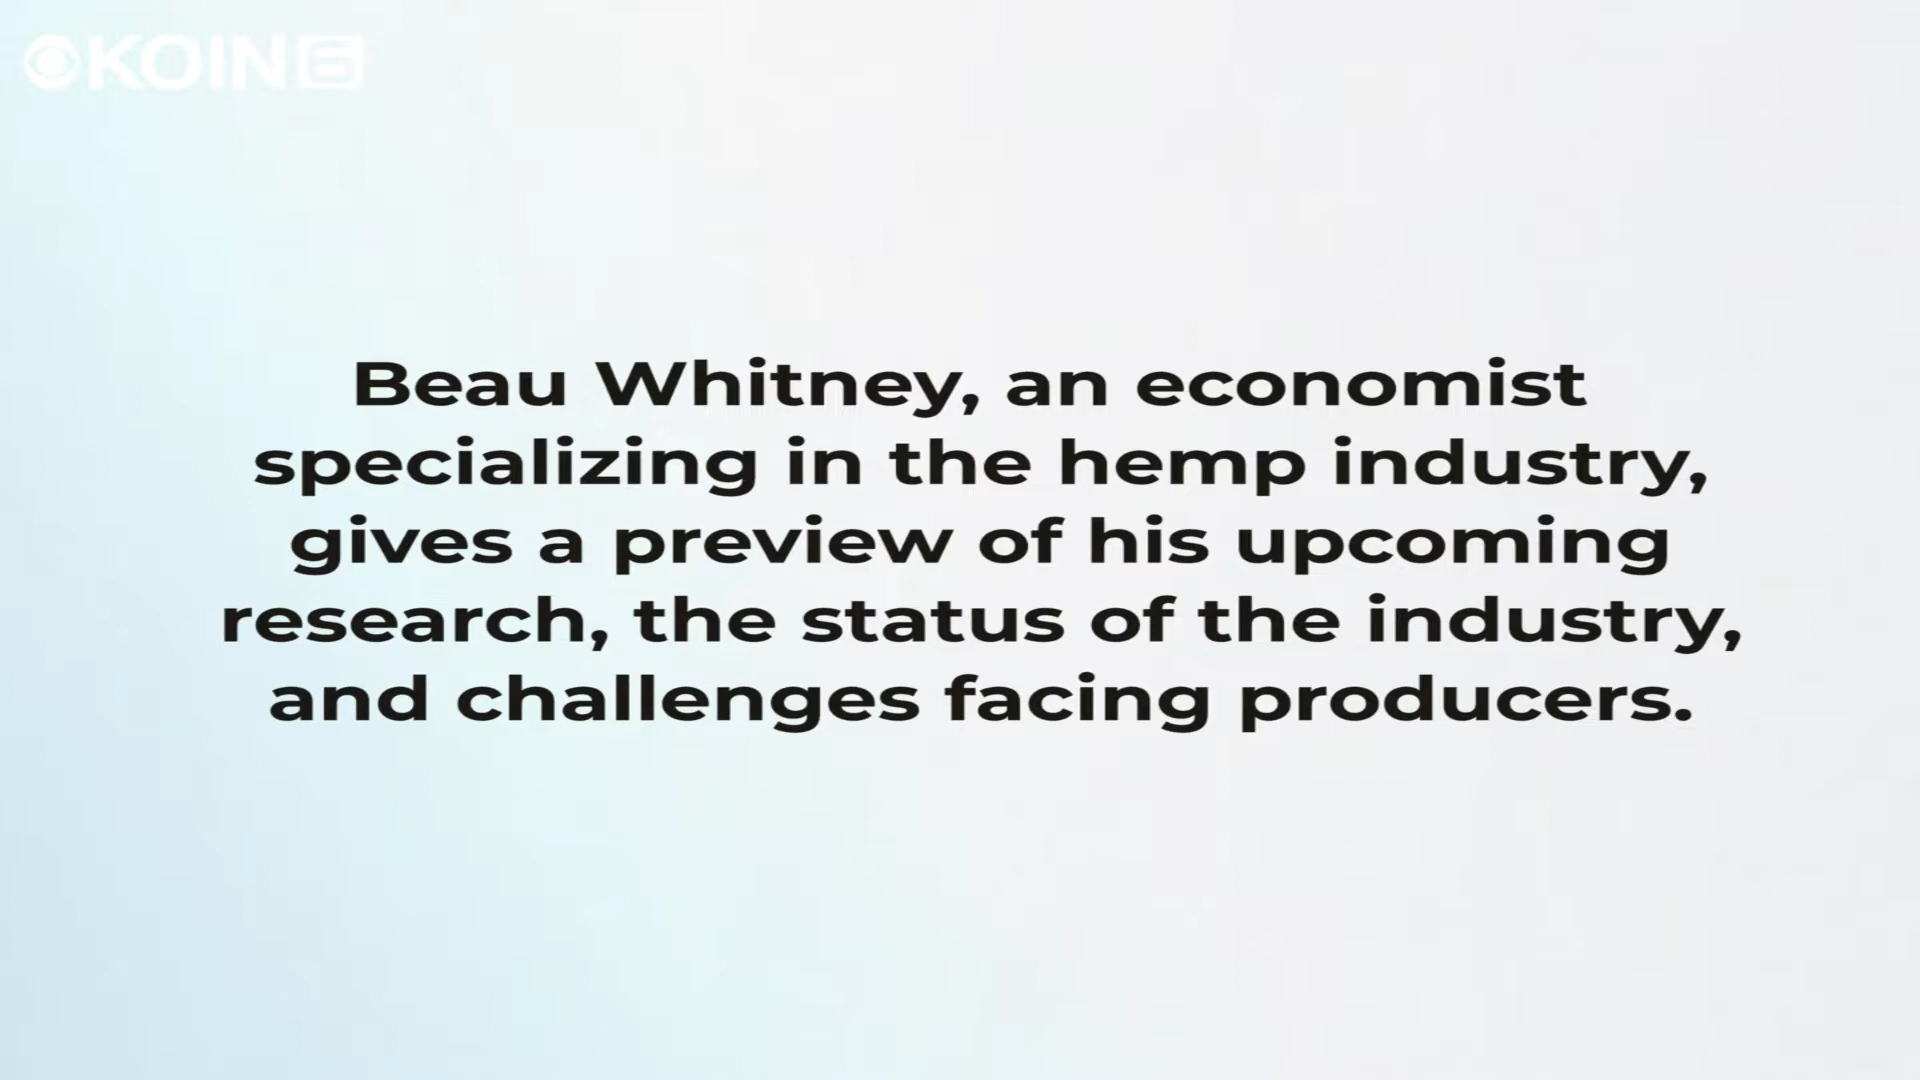 KOIN 6
Beau Whitney, an economist
specializing in the hemp industry,
gives a preview of his upcoming
research, the status of the industry,
and challenges facing producers.